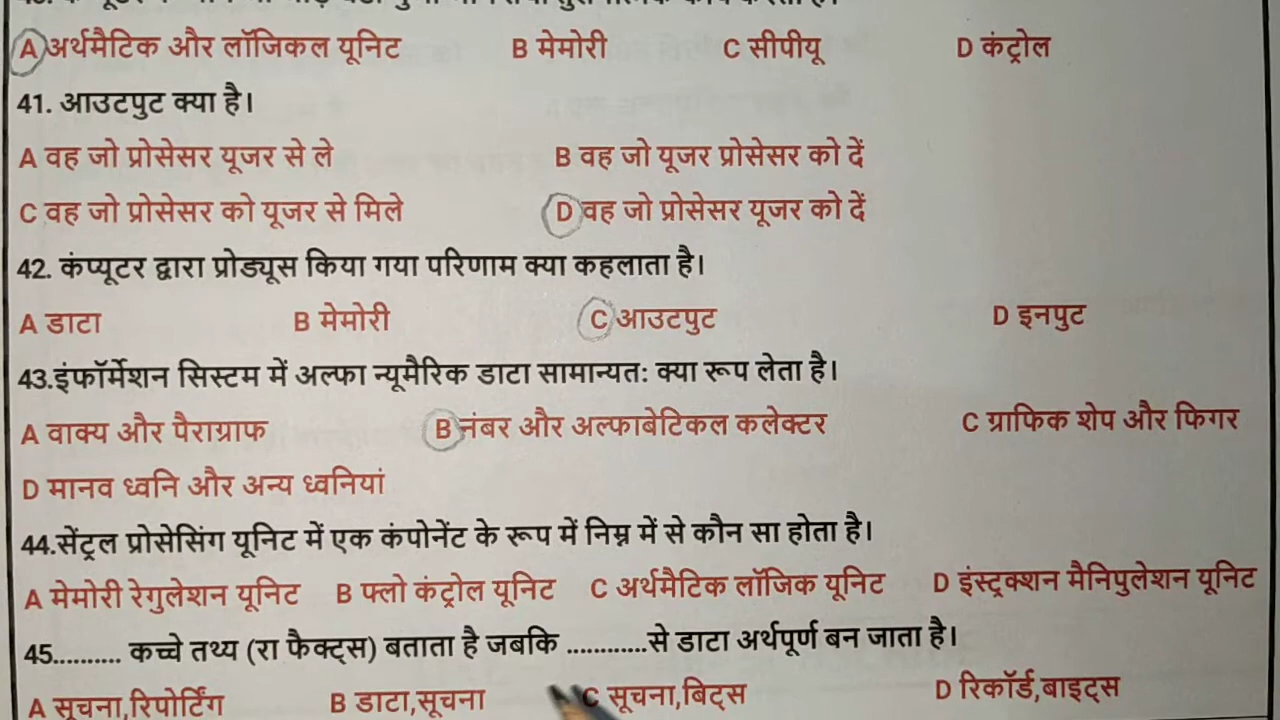 A अर्थमैटिक और लॉजिकल यूनिट B मेमोरी C सीपीयू D कंट्रोल
41. आउटपुट क्या है।
A वह जो प्रोसेसर यूजर से ले B वह जो यूजर प्रोसेसर को दें
C वह जो प्रोसेसर को यूजर से मिले D वह जो प्रोसेसर यूजर को दें
42. कंप्यूटर द्वारा प्रोड्यूस किया गया परिणाम क्या कहलाता है।
A डाटा B मेमोरी C आउटपुट D इनपुट
43.इंफॉर्मेशन सिस्टम में अल्फा न्यूमैरिक डाटा सामान्यतः क्या रूप लेता है।
A वाक्य और पैराग्राफ B नंबर और अल्फाबेटिकल कलेक्टर C ग्राफिक शेप और फिगर
D मानव ध्वनि और अन्य ध्वनियां
44.सेंट्रल प्रोसेसिंग यूनिट में एक कंपोनेंट के रूप में निम्न में से कौन सा होता है।
A मेमोरी रेगुलेशन यूनिट B फ्लो कंट्रोल यूनिट C अर्थमैटिक लॉजिक यूनिट D इंस्ट्रक्शन मैनिपुलेशन यूनिट
45.......... कच्चे तथ्य (रा फैक्ट्स) बताता है जबकि ............से डाटा अर्थपूर्ण बन जाता है।
A सूचना,रिपोर्टिंग B डाटा,सूचना C सूचना,बिट्स D रिकॉर्ड,बाइट्स